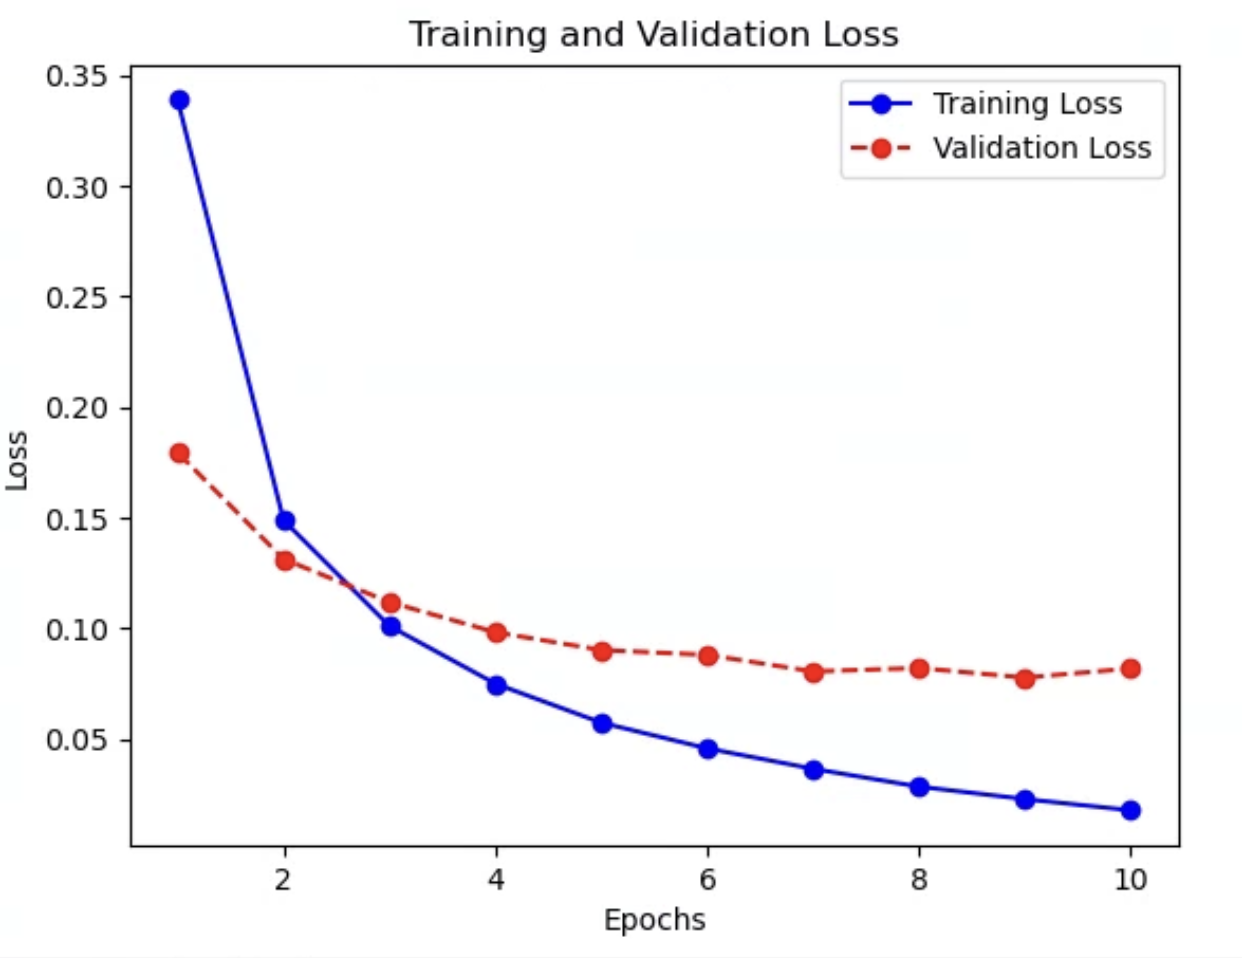 Training and Validation Loss
0.35
Training Loss
Validation Loss
0.30
0.25
0.20
Loss
0.15
0.10
0.05
2 4 6 8 10
Epochs